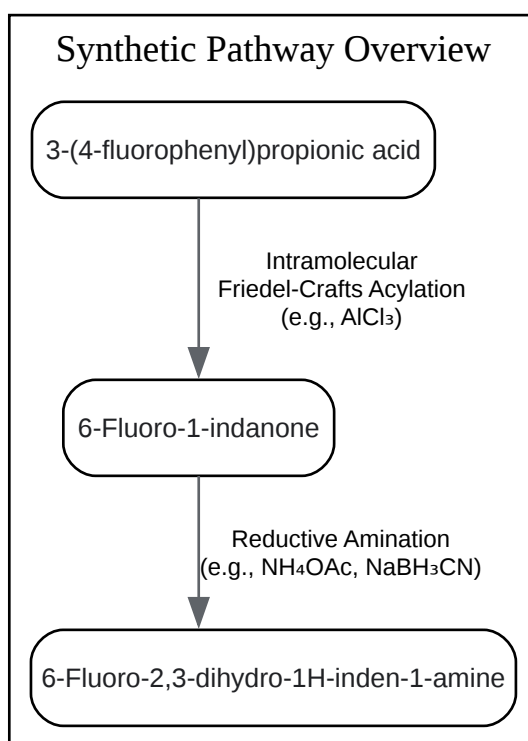 Synthetic Pathway Overview
3-(4-fluorophenyl)propionic acid
Intramolecular
Friedel-Crafts Acylation
(e.g., AlCl₃)
6-Fluoro-1-indanone
Reductive Amination
(e.g., NH₄OAc, NaBH₃CN)
6-Fluoro-2,3-dihydro-1H-inden-1-amine